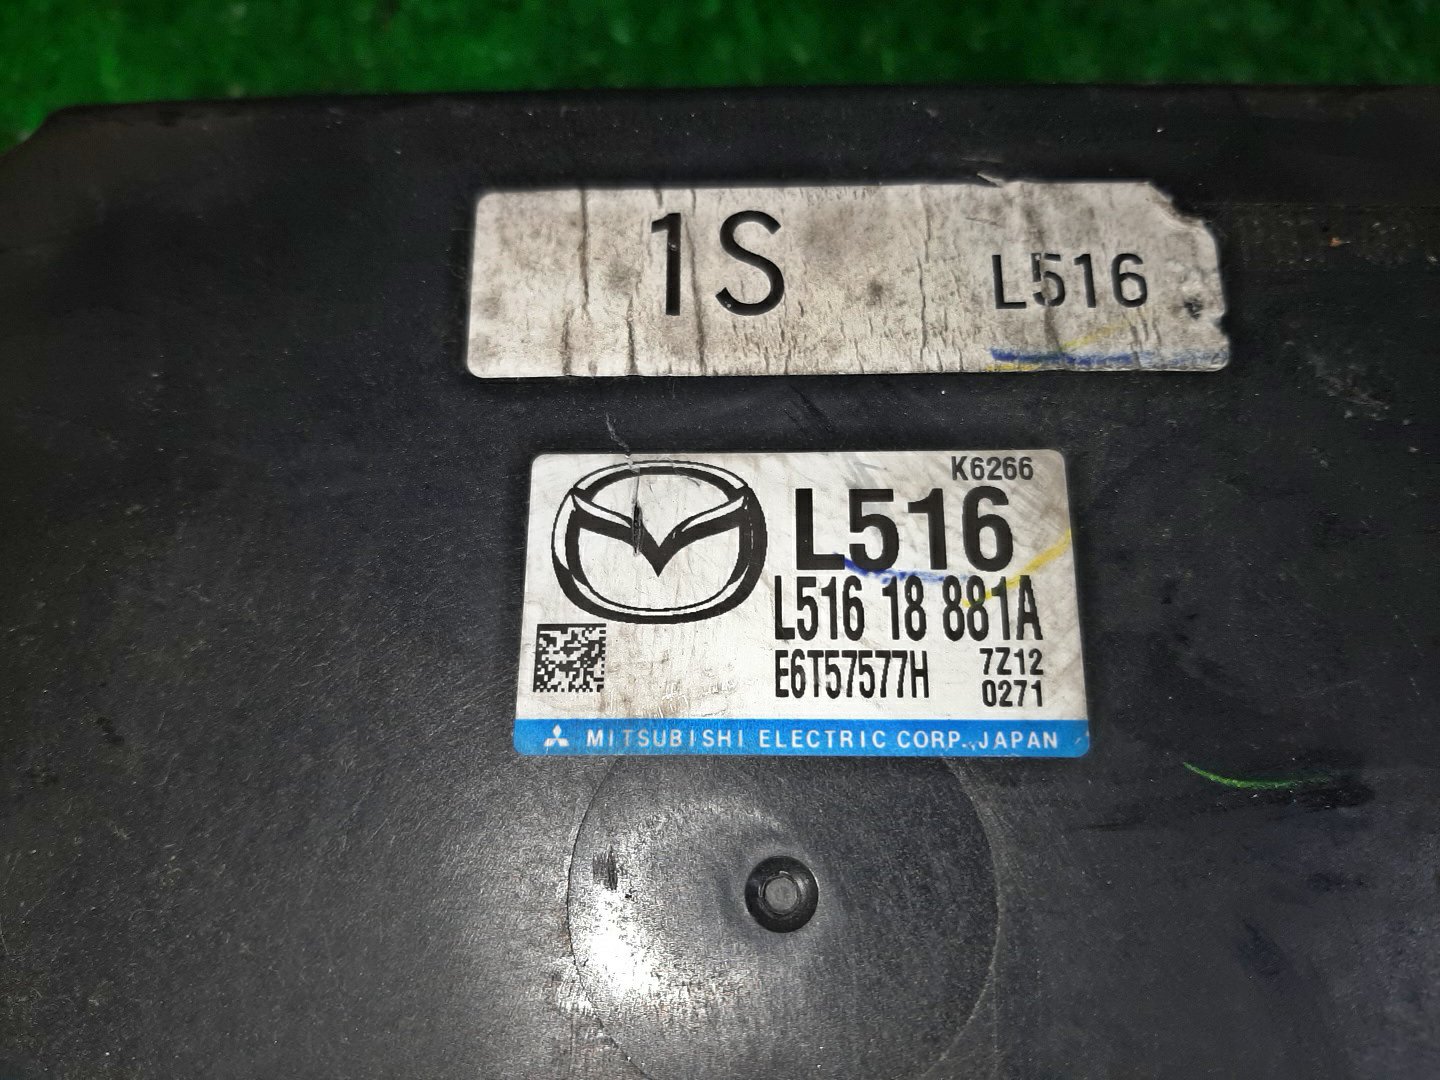 1S L516
K6266
L516
L516 18 881A
E6T57577H 7Z12
0271
MITSUBISHI ELECTRIC CORP., JAPAN